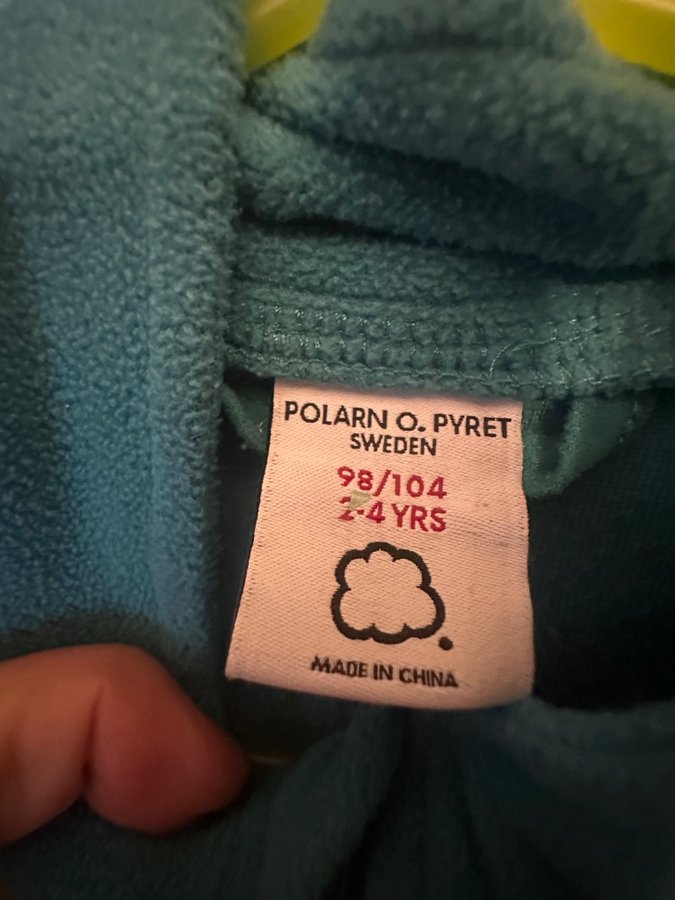 POLARN O. PYRET
SWEDEN
98/104
2-4 YRS
MADE IN CHINA